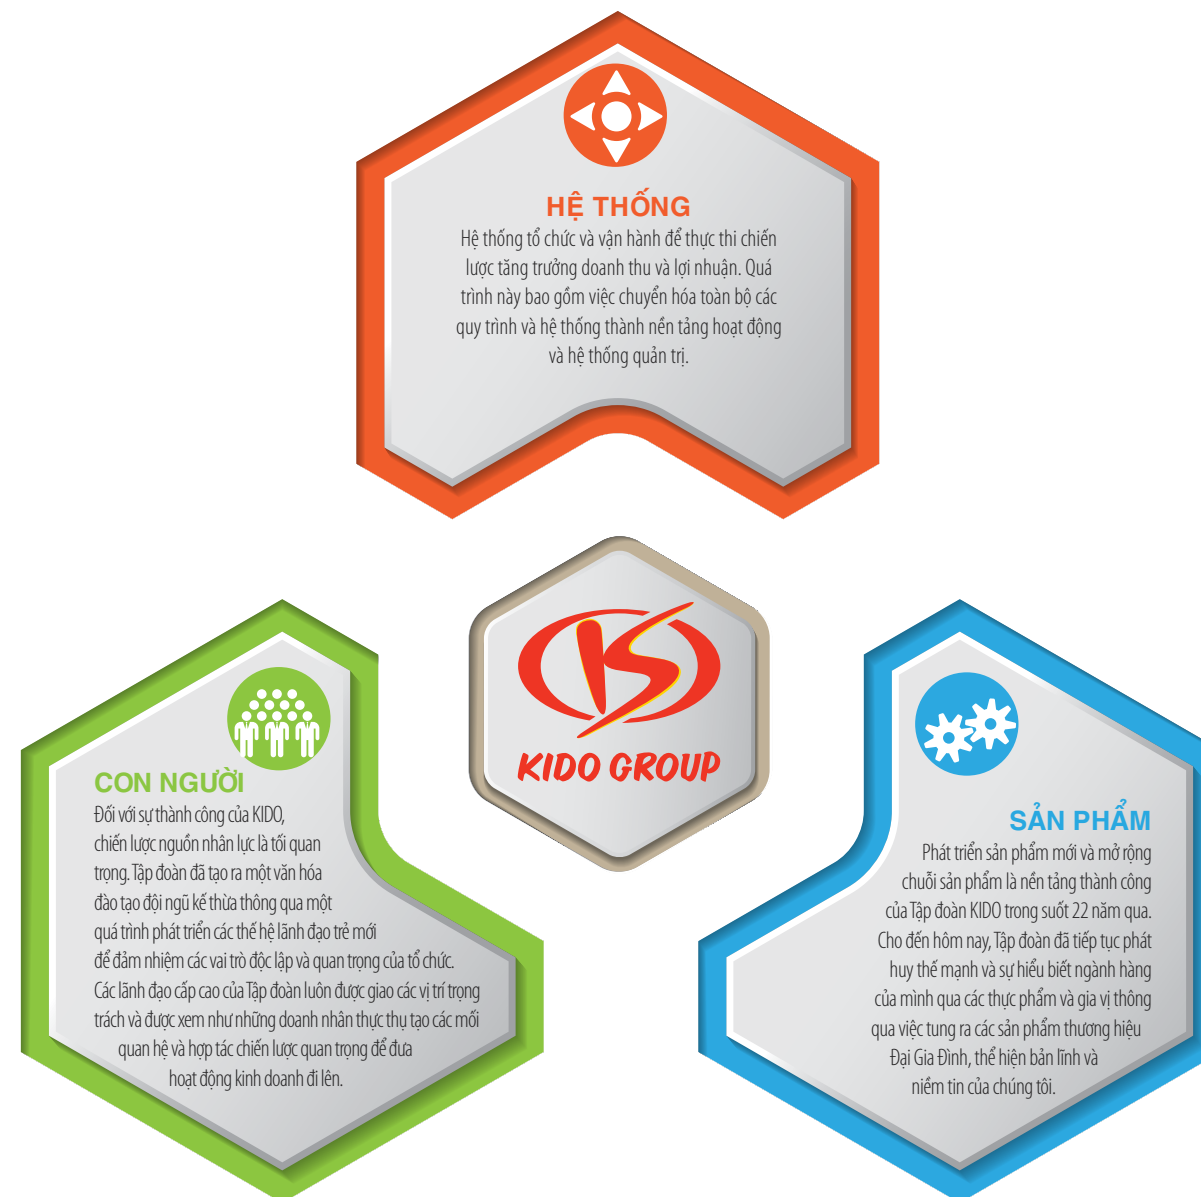 HỆ THỐNG
Hệ thống tổ chức và vận hành để thực thi chiến
lược tăng trưởng doanh thu và lợi nhuận. Quá
trình này bao gồm việc chuyển hóa toàn bộ các
quy trình và hệ thống thành nền tảng hoạt động
và hệ thống quản trị.
KIDO GROUP
CON NGƯỜI
Đối với sự thành công của KIDO,
chiến lược nguồn nhân lực là tối quan
trọng. Tập đoàn đã tạo ra một văn hóa
đào tạo đội ngũ kế thừa thông qua một
quá trình phát triển các thế hệ lãnh đạo trẻ mới
để đảm nhiệm các vai trò độc lập và quan trọng của tổ chức.
Các lãnh đạo cấp cao của Tập đoàn luôn được giao các vị trí trọng
trách và được xem như những doanh nhân thực thụ tạo các mối
quan hệ và hợp tác chiến lược quan trọng để đưa
hoạt động kinh doanh đi lên.
SẢN PHẨM
Phát triển sản phẩm mới và mở rộng
chuỗi sản phẩm là nền tảng thành công
của Tập đoàn KIDO trong suốt 22 năm qua.
Cho đến hôm nay, Tập đoàn đã tiếp tục phát
huy thế mạnh và sự hiểu biết ngành hàng
của mình qua các thực phẩm và gia vị thông
qua việc tung ra các sản phẩm thương hiệu
Đại Gia Đình, thể hiện bản lĩnh và
niềm tin của chúng tôi.